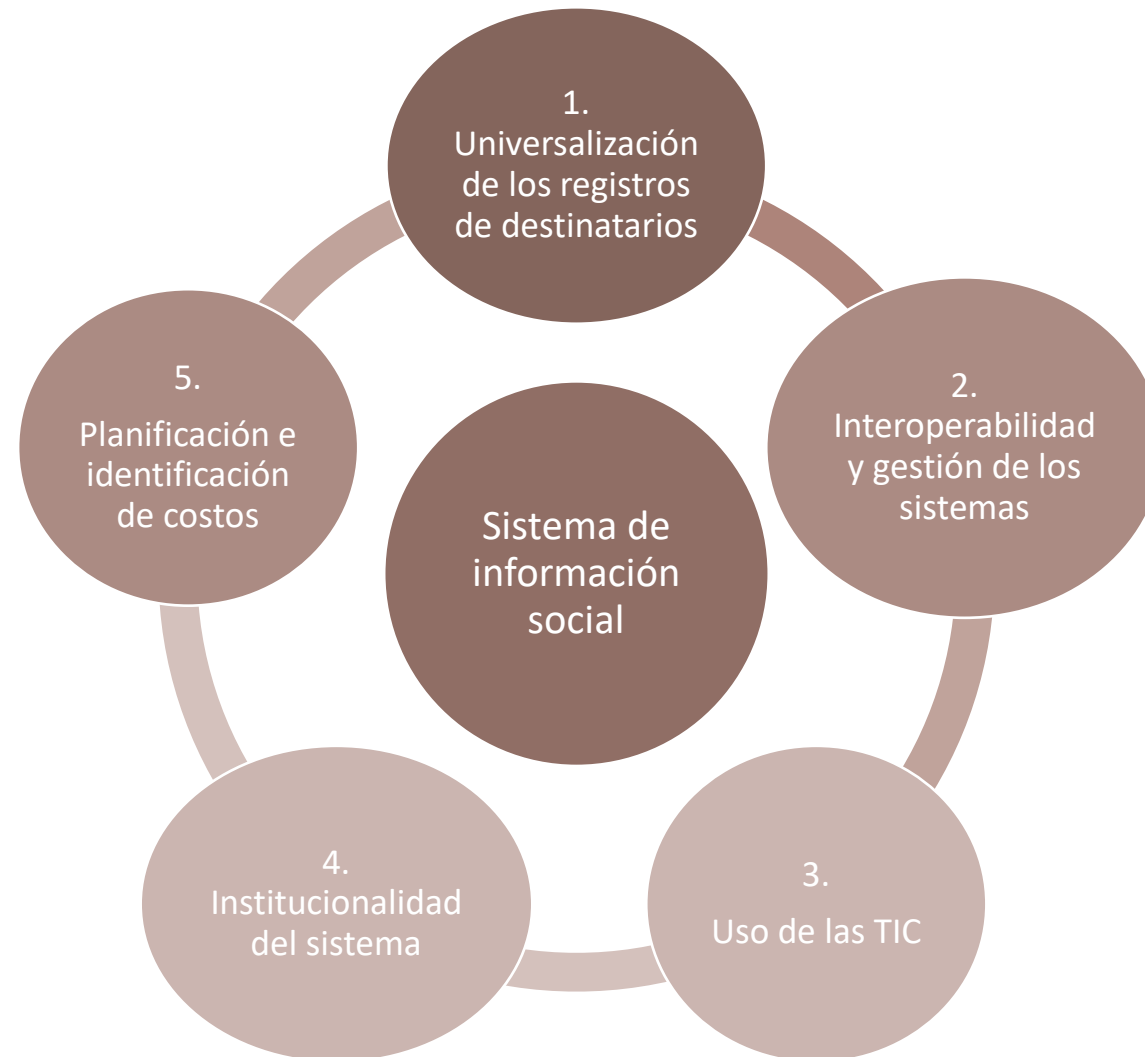 1.
Universalización
de los registros
de destinatarios
2.
Interoperabilidad
y gestión de los
sistemas
3.
Uso de las TIC
4.
Institucionalidad
del sistema
5.
Planificación e
identificación
de costos
Sistema de
información
social